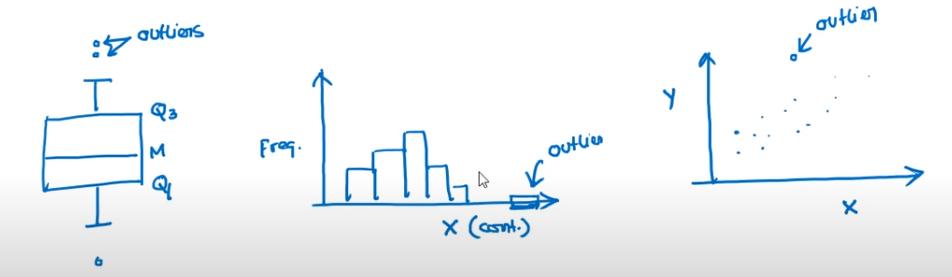 outliers
Q3
M
Q1
Freq.
outlier
X (cont.)
outlier
Y
X